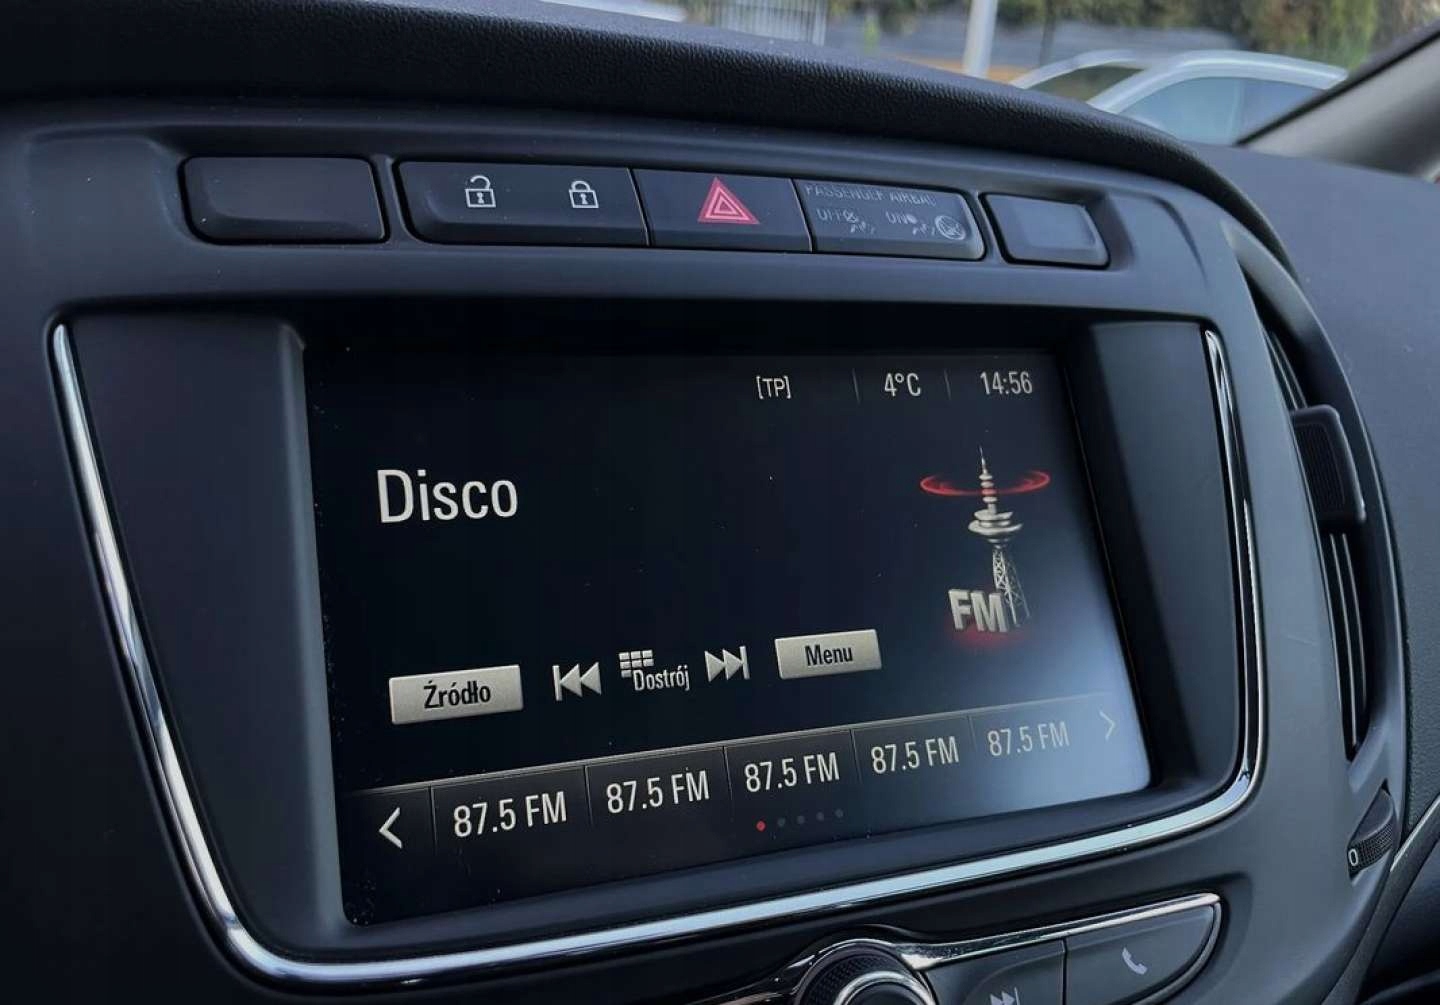 PASSENGER AIRBAG
OFF ON
[TP] 4°C 14:56
Disco
FM
Źródło Dostrój Menu
87.5 FM 87.5 FM 87.5 FM 87.5 FM 87.5 FM
0